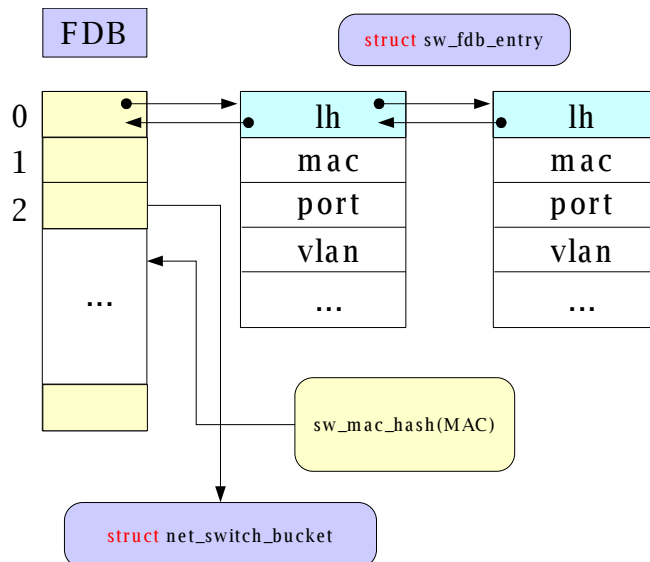 FDB
struct sw_fdb_entry
0
lh
lh
1
mac
mac
2
port
port
vlan
vlan
...
...
...
sw_mac_hash(MAC)
struct net_switch_bucket